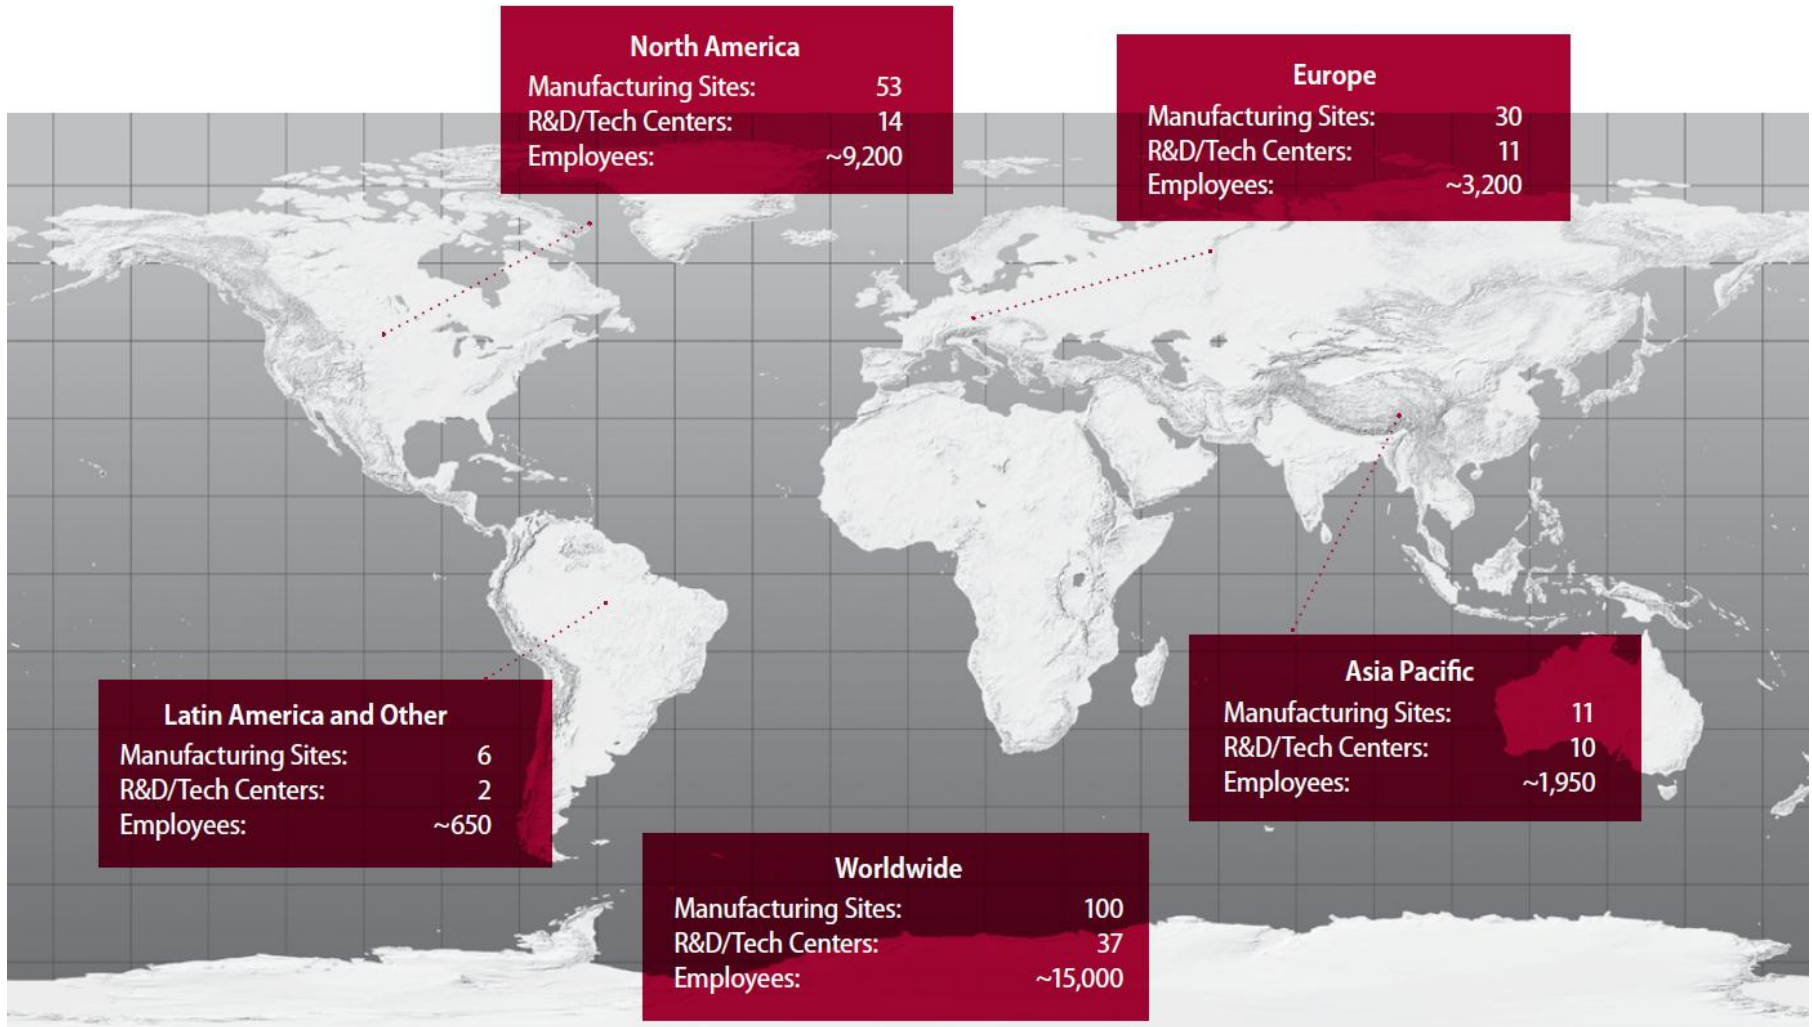 North America
Manufacturing Sites: 53
R&D/Tech Centers: 14
Employees: ~9,200
Europe
Manufacturing Sites: 30
R&D/Tech Centers: 11
Employees: ~3,200
Asia Pacific
Manufacturing Sites: 11
R&D/Tech Centers: 10
Employees: ~1,950
Latin America and Other
Manufacturing Sites: 6
R&D/Tech Centers: 2
Employees: ~650
Worldwide
Manufacturing Sites: 100
R&D/Tech Centers: 37
Employees: ~15,000